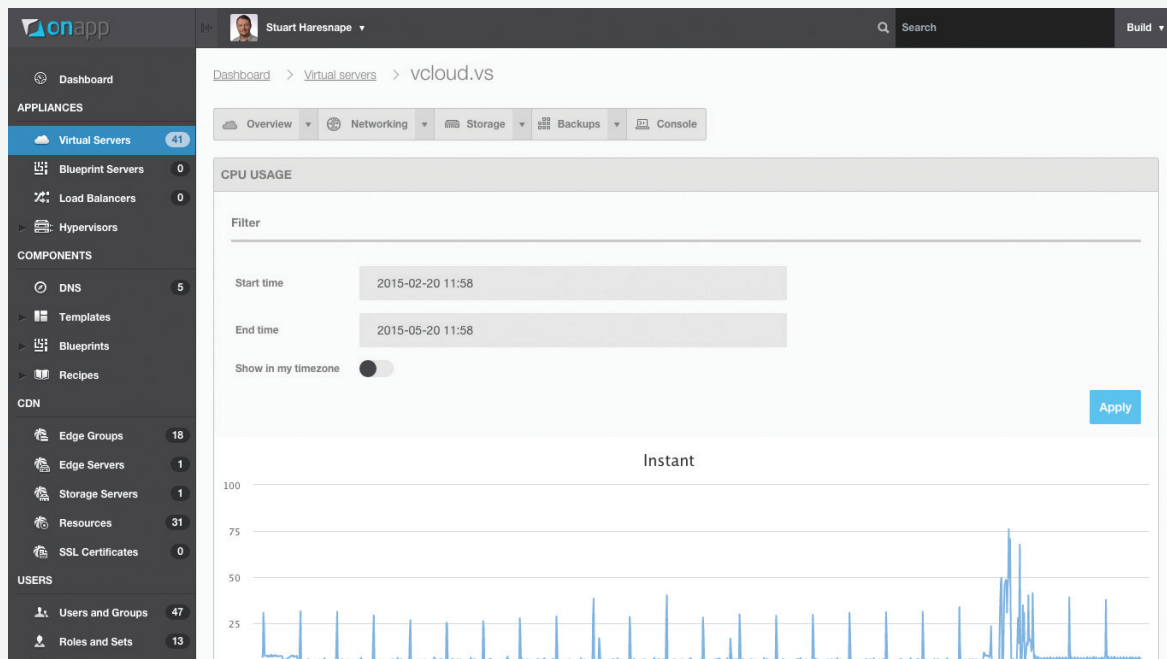 onapp
Stuart Haresnape
Search
Build
Dashboard
APPLIANCES
Virtual Servers 41
Blueprint Servers 0
Load Balancers 0
Hypervisors
COMPONENTS
DNS 5
Templates
Blueprints
Recipes
CDN
Edge Groups 18
Edge Servers 1
Storage Servers 1
Resources 31
SSL Certificates 0
USERS
Users and Groups 47
Roles and Sets 13
Dashboard > Virtual servers > vcloud.vs
Overview Networking Storage Backups Console
CPU USAGE
Filter
Start time 2015-02-20 11:58
End time 2015-05-20 11:58
Show in my timezone
Apply
Instant
100
75
50
25